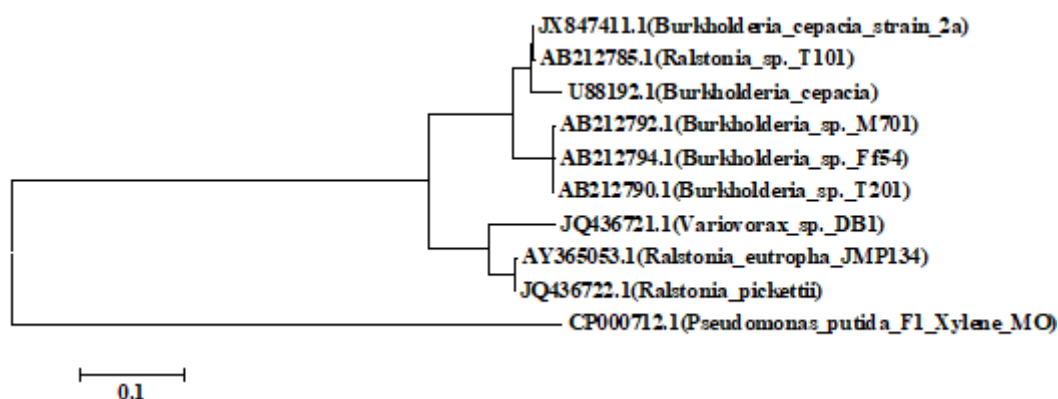 JX847411.1(Burkholderia_cepacia_strain_2a)
AB212785.1(Ralstonia_sp._T101)
U88192.1(Burkholderia_cepacia)
AB212792.1(Burkholderia_sp._M701)
AB212794.1(Burkholderia_sp._Ff54)
AB212790.1(Burkholderia_sp._T201)
JQ436721.1(Variovorax_sp._DB1)
AY365053.1(Ralstonia_eutropha_JMP134)
JQ436722.1(Ralstonia_pickettii)
CP000712.1(Pseudomonas_putida_F1_Xylene_MO)
0.1